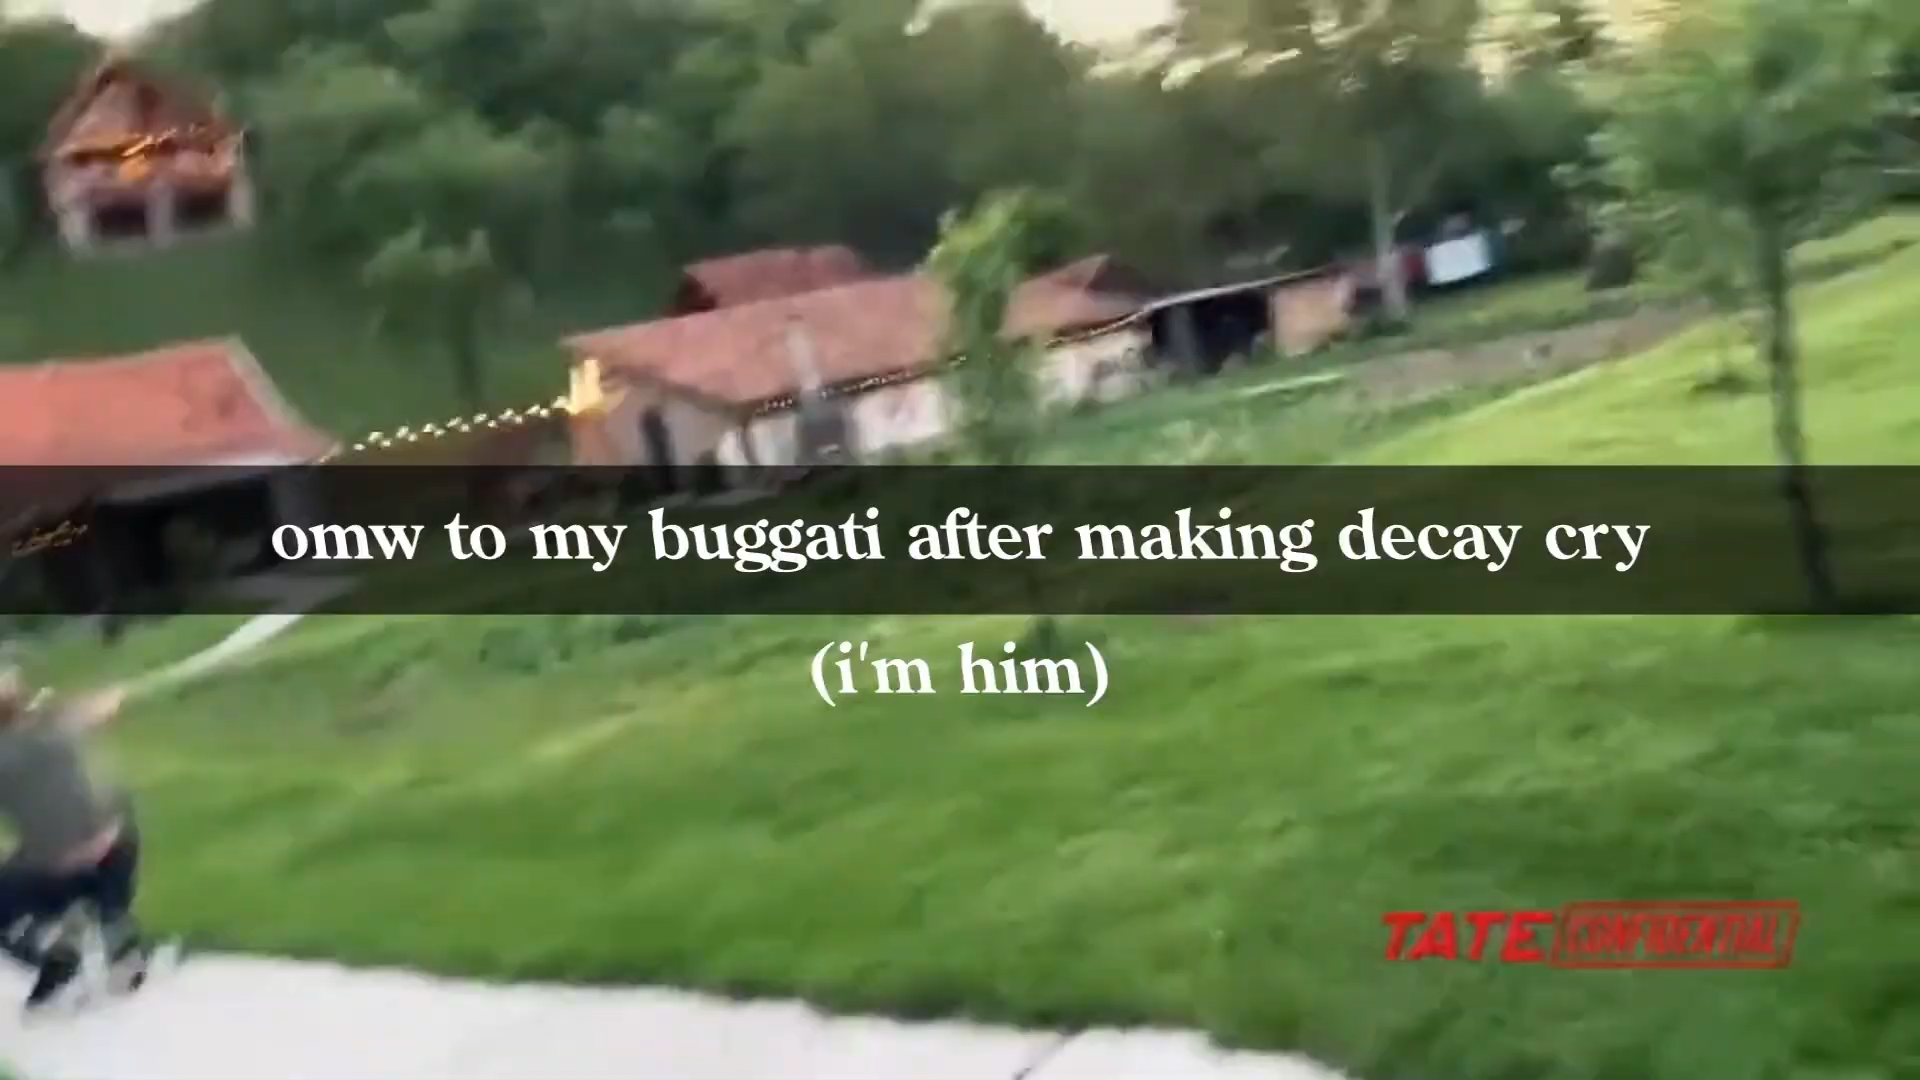 omw to my buggati after making decay cry
(i'm him)
TATE CONFIDENTIAL